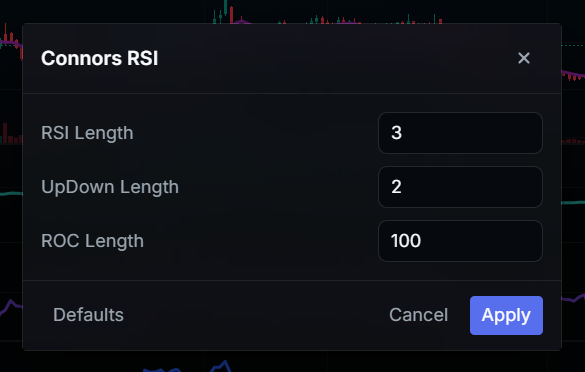 Connors RSI
RSI Length 3
UpDown Length 2
ROC Length 100
Defaults Cancel Apply